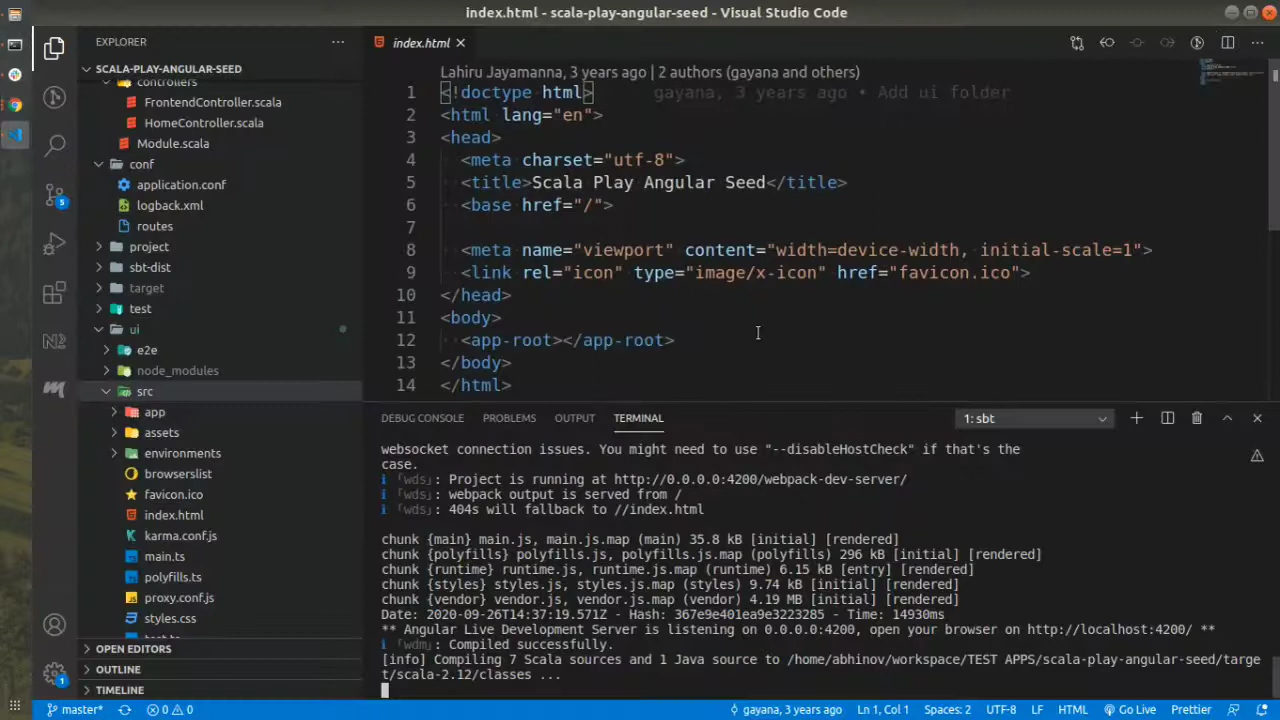 index.html - scala-play-angular-seed - Visual Studio Code
EXPLORER
SCALA-PLAY-ANGULAR-SEED
controllers
FrontendController.scala
HomeController.scala
Module.scala
conf
application.conf
logback.xml
routes
project
sbt-dist
target
test
ui
e2e
node_modules
src
app
assets
environments
browserslist
favicon.ico
index.html
karma.conf.js
main.ts
polyfills.ts
proxy.conf.js
styles.css
test.ts
OPEN EDITORS
OUTLINE
TIMELINE
5
1
index.html
Lahiru Jayamanna, 3 years ago | 2 authors (gayana and others)
1 <!doctype html> gayana, 3 years ago • Add ui folder
2 <html lang="en">
3 <head>
4 <meta charset="utf-8">
5 <title>Scala Play Angular Seed</title>
6 <base href="/">
7
8 <meta name="viewport" content="width=device-width, initial-scale=1">
9 <link rel="icon" type="image/x-icon" href="favicon.ico">
10 </head>
11 <body>
12 <app-root></app-root>
13 </body>
14 </html>
DEBUG CONSOLE PROBLEMS OUTPUT TERMINAL 1: sbt
websocket connection issues. You might need to use "--disableHostCheck" if that's the
case.
i ｢wds｣: Project is running at http://0.0.0.0:4200/webpack-dev-server/
i ｢wds｣: webpack output is served from /
i ｢wds｣: 404s will fallback to //index.html
chunk {main} main.js, main.js.map (main) 35.8 kB [initial] [rendered]
chunk {polyfills} polyfills.js, polyfills.js.map (polyfills) 296 kB [initial] [rendered]
chunk {runtime} runtime.js, runtime.js.map (runtime) 6.15 kB [entry] [rendered]
chunk {styles} styles.js, styles.js.map (styles) 9.74 kB [initial] [rendered]
chunk {vendor} vendor.js, vendor.js.map (vendor) 4.19 MB [initial] [rendered]
Date: 2020-09-26T14:37:19.571Z - Hash: 367e9e401ea9e3223285 - Time: 14930ms
** Angular Live Development Server is listening on 0.0.0.0:4200, open your browser on http://localhost:4200/ **
i ｢wdm｣: Compiled successfully.
[info] Compiling 7 Scala sources and 1 Java source to /home/abhinov/workspace/TEST APPS/scala-play-angular-seed/targe
t/scala-2.12/classes ...
master* 0 0 gayana, 3 years ago Ln 1, Col 1 Spaces: 2 UTF-8 LF HTML Go Live Prettier